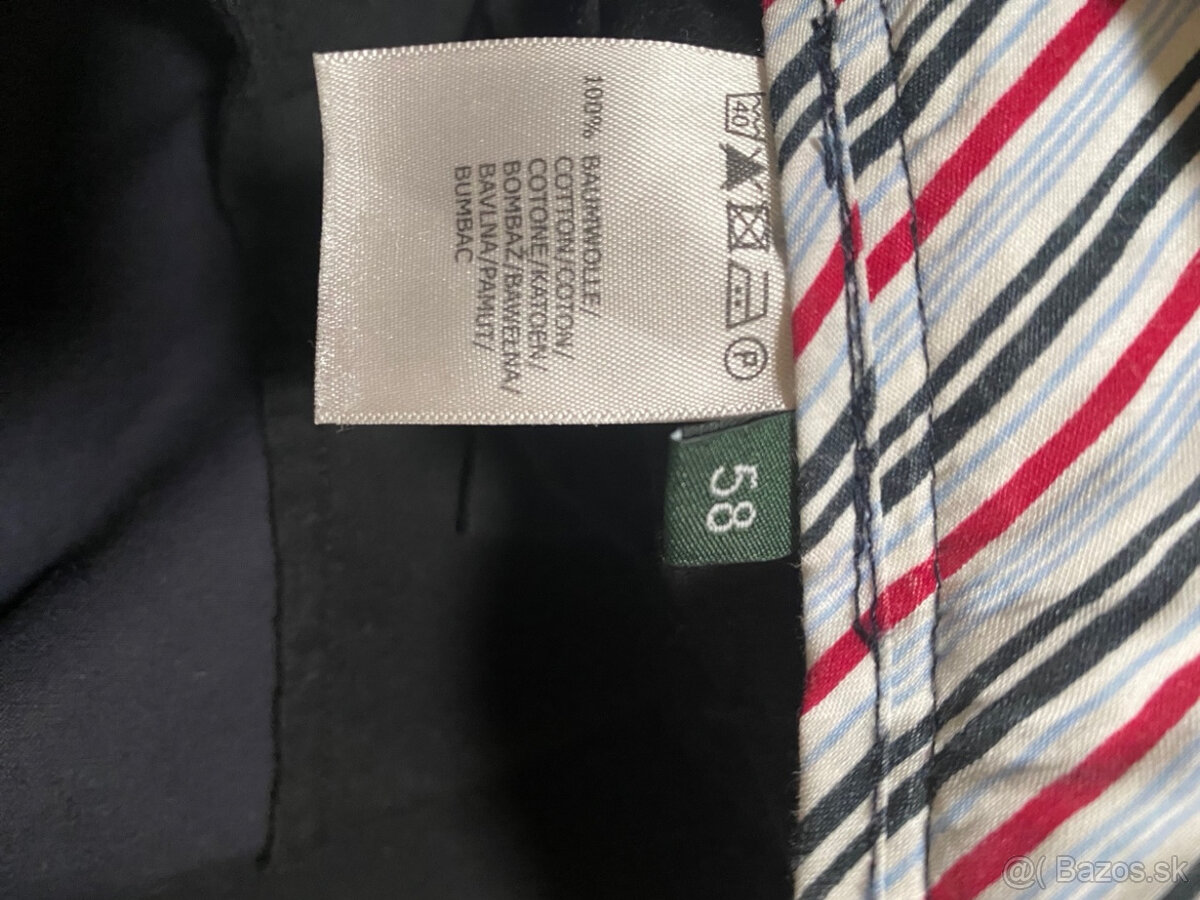 40
P
100% BAUMWOLLE/
COTTON/COTON/
COTONE/KATOEN/
BOMBAŽ/BAWEŁNA/
BAVLNA/PAMUT/
BUMBAC
58
@( Bazos.sk